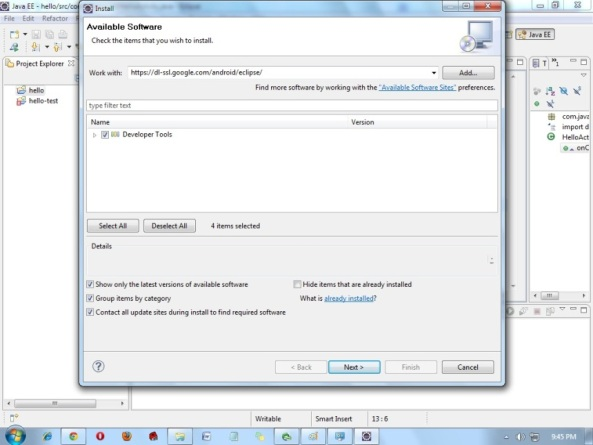 Java EE - hello/src/co
Install
File Edit Refactor
Available Software
Check the items that you wish to install.
Java EE
Project Explorer
Work with: https://dl-ssl.google.com/android/eclipse/ Add...
Find more software by working with the "Available Software Sites" preferences.
hello
hello-test
type filter text
Name Version
Developer Tools
com.java
import d
HelloAct
onC
Select All Deselect All 4 items selected
Details
Show only the latest versions of available software Hide items that are already installed
Group items by category What is already installed?
Contact all update sites during install to find required software
? < Back Next > Finish Cancel
Writable Smart Insert 13 : 6
9:45 PM